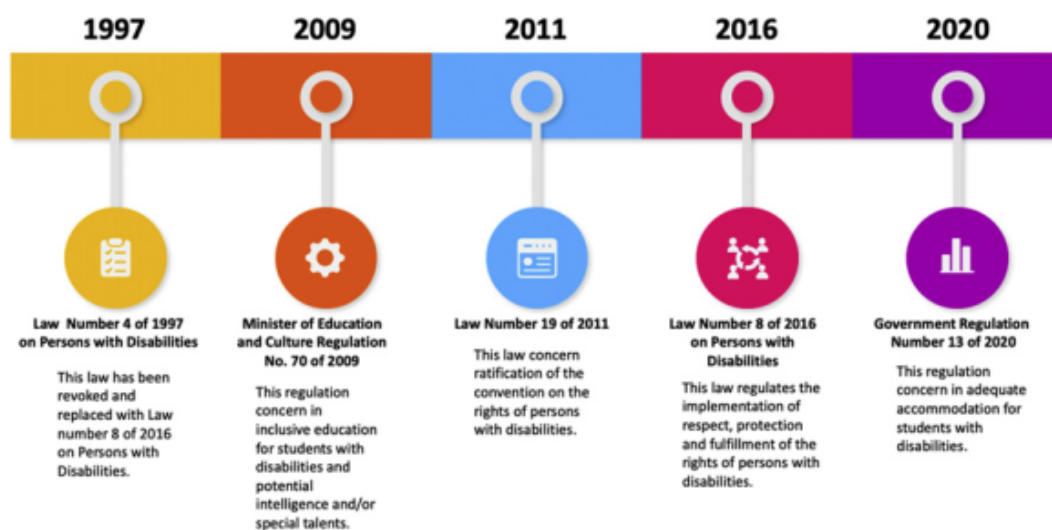 1997
2009
2011
2016
2020
Law Number 4 of 1997
on Persons with Disabilities
This law has been
revoked and
replaced with Law
number 8 of 2016
on Persons with
Disabilities.
Minister of Education
and Culture Regulation
No. 70 of 2009
This regulation
concern in
inclusive education
for students with
disabilities and
potential
intelligence and/or
special talents.
Law Number 19 of 2011
This law concern
ratification of the
convention on the
rights of persons
with disabilities.
Law Number 8 of 2016
on Persons with
Disabilities
This law regulates the
implementation of
respect, protection
and fulfillment of the
rights of persons with
disabilities.
Government Regulation
Number 13 of 2020
This regulation
concern in adequate
accommodation for
students with
disabilities.